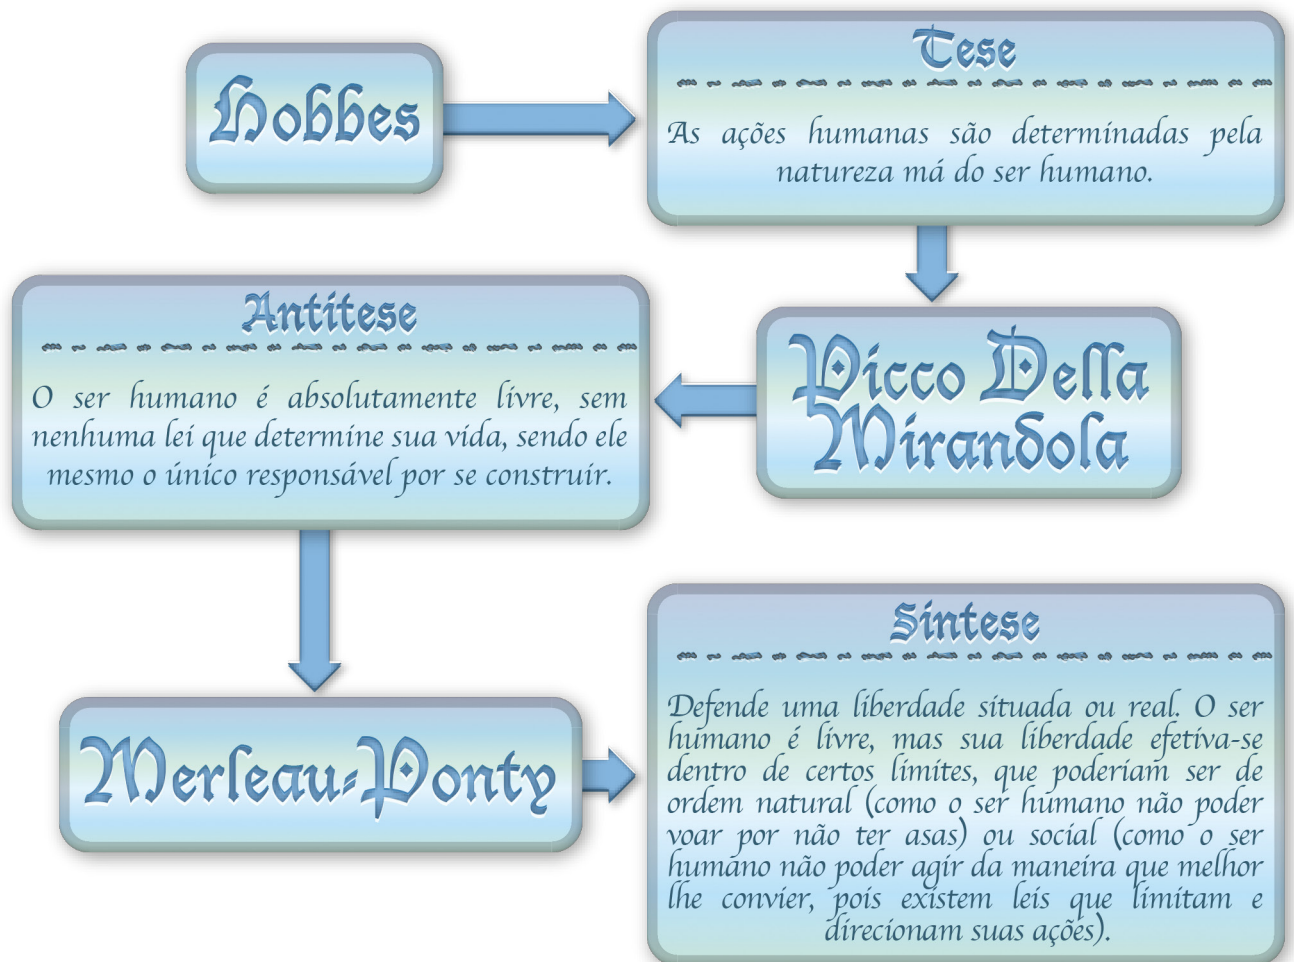 Hobbes
Tese
As ações humanas são determinadas pela
natureza má do ser humano.
Picco Della
Mirandola
Antítese
O ser humano é absolutamente livre, sem
nenhuma lei que determine sua vida, sendo ele
mesmo o único responsável por se construir.
Merleau-Ponty
Síntese
Defende uma liberdade situada ou real. O ser
humano é livre, mas sua liberdade efetiva-se
dentro de certos limites, que poderiam ser de
ordem natural (como o ser humano não poder
voar por não ter asas) ou social (como o ser
humano não poder agir da maneira que melhor
lhe convier, pois existem leis que limitam e
direcionam suas ações).